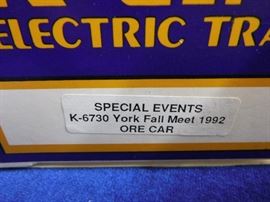 ELECTRIC TRA
SPECIAL EVENTS
K-6730 York Fall Meet 1992
ORE CAR